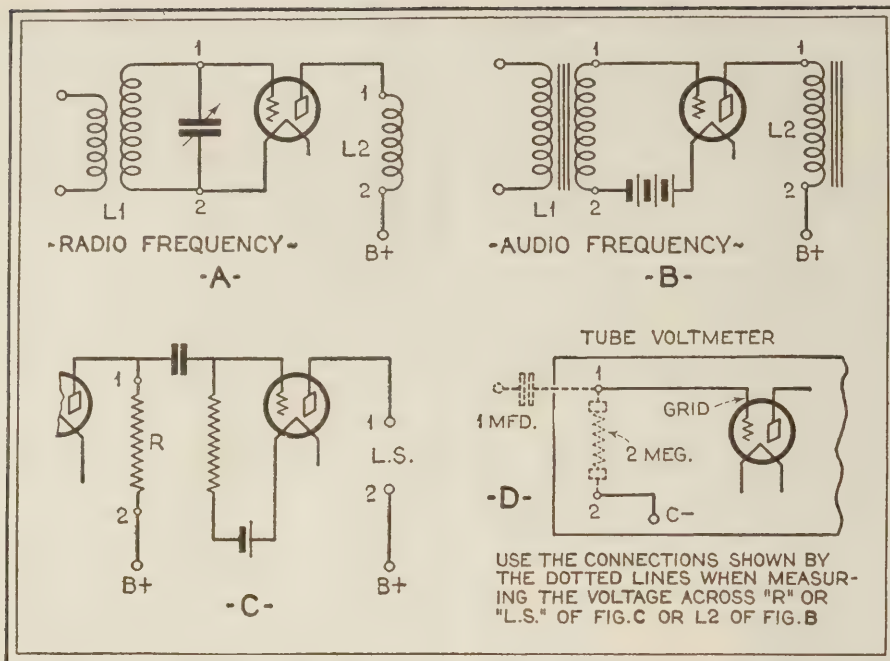 1
L1
2
1
L2
2
B+
~RADIO FREQUENCY~
-A-
1
L1
2
1
L2
2
B+
~AUDIO FREQUENCY~
-B-
1
R
2
B+
1
L.S.
2
B+
-C-
TUBE VOLTMETER
1
1 MFD.
GRID
2 MEG.
-D-
2
C-
USE THE CONNECTIONS SHOWN BY
THE DOTTED LINES WHEN MEASUR-
ING THE VOLTAGE ACROSS "R" OR
"L.S." OF FIG.C OR L2 OF FIG.B